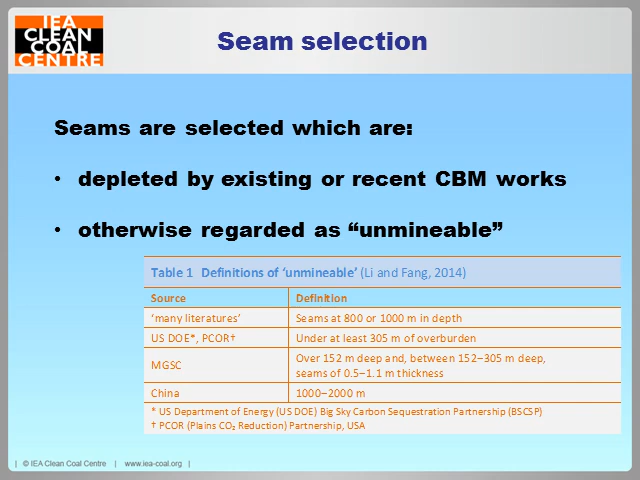 IEA
CLEAN
COAL
CENTRE
Seam selection
Seams are selected which are:
• depleted by existing or recent CBM works
• otherwise regarded as “unmineable”
Table 1 Definitions of ‘unmineable’ (Li and Fang, 2014)
Source Definition
‘many literatures’ Seams at 800 or 1000 m in depth
US DOE*, PCOR† Under at least 305 m of overburden
MGSC Over 152 m deep and, between 152–305 m deep,
seams of 0.5–1.1 m thickness
China 1000–2000 m
* US Department of Energy (US DOE) Big Sky Carbon Sequestration Partnership (BSCSP)
† PCOR (Plains CO₂ Reduction) Partnership, USA
| © IEA Clean Coal Centre | www.iea-coal.org |